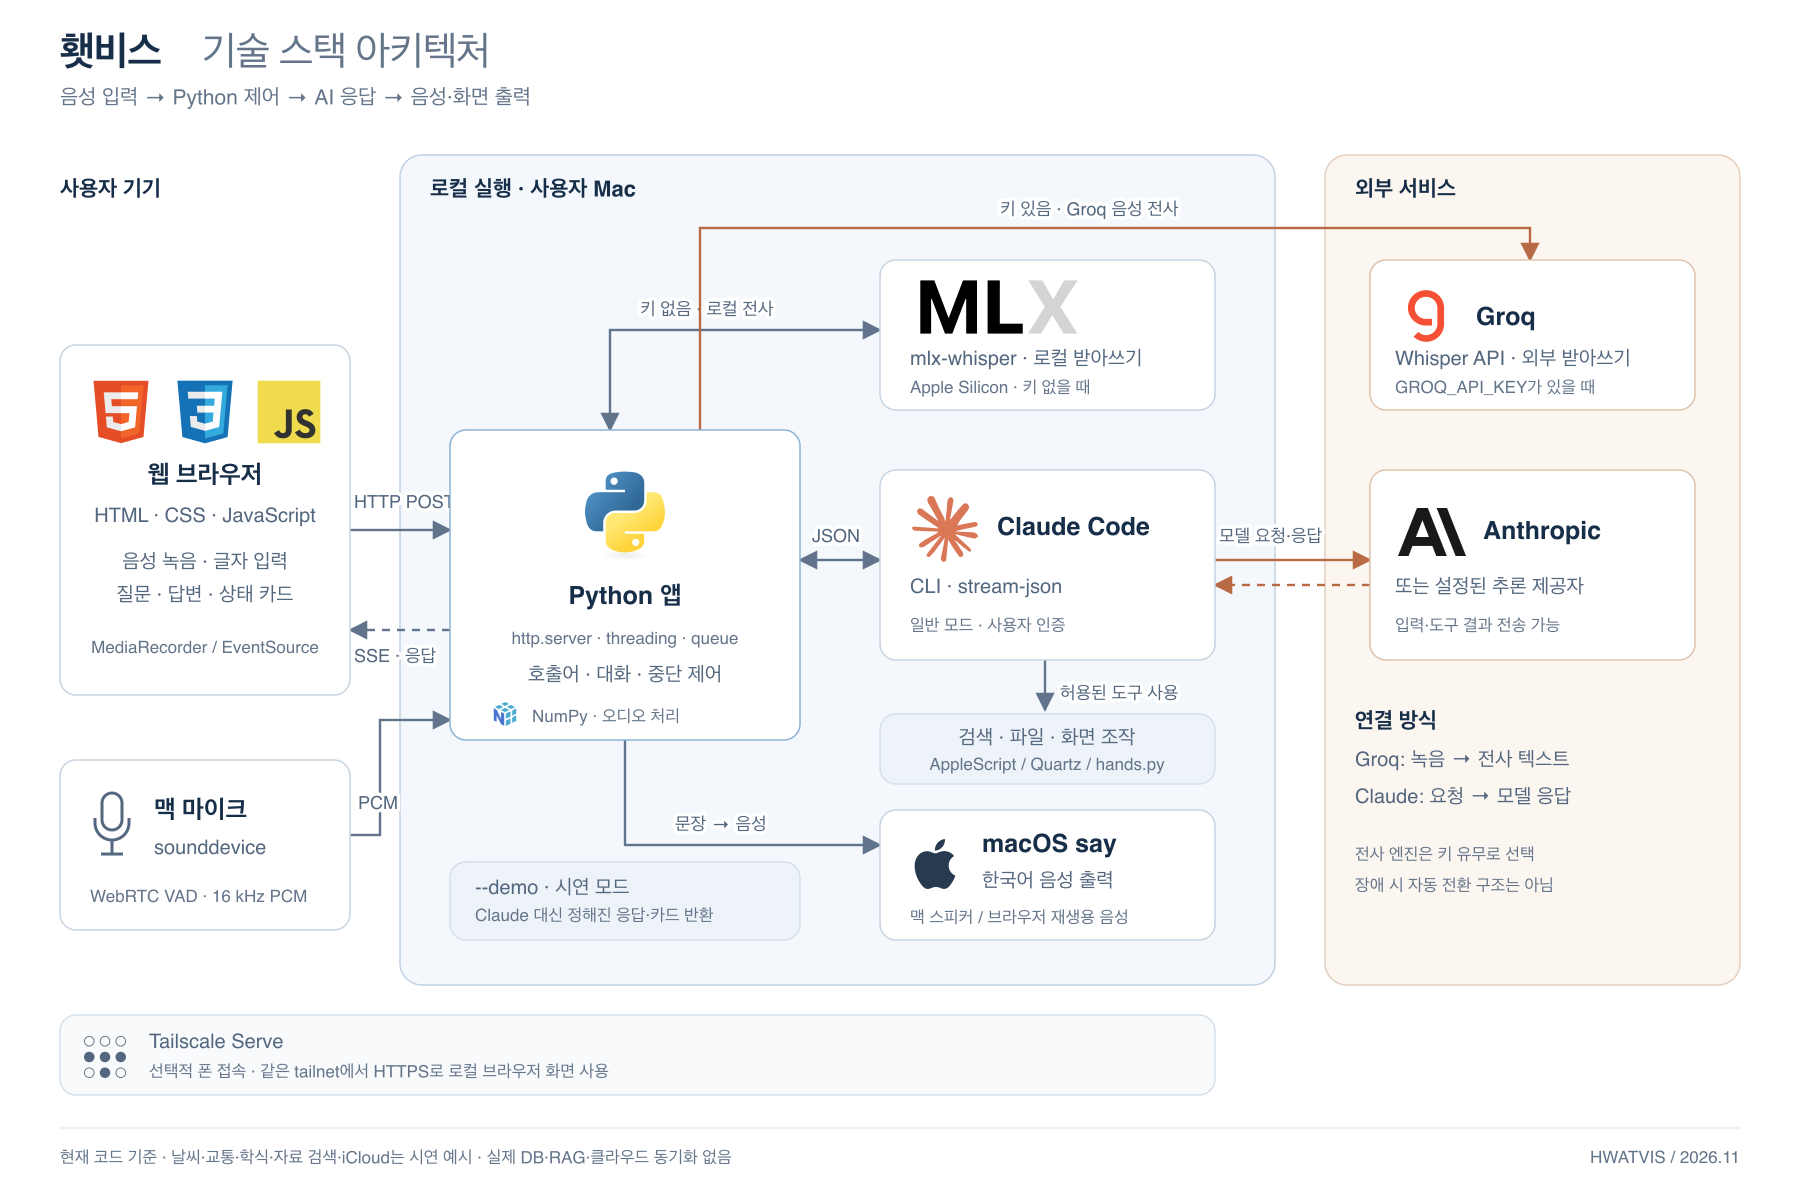 횃비스 기술 스택 아키텍처
음성 입력 → Python 제어 → AI 응답 → 음성·화면 출력
사용자 기기
로컬 실행 · 사용자 Mac
외부 서비스
키 있음 · Groq 음성 전사
키 없음 · 로컬 전사
MLX
mlx-whisper · 로컬 받아쓰기
Apple Silicon · 키 없을 때
Groq
Whisper API · 외부 받아쓰기
GROQ_API_KEY가 있을 때
JS
웹 브라우저
HTML · CSS · JavaScript
음성 녹음 · 글자 입력
질문 · 답변 · 상태 카드
MediaRecorder / EventSource
HTTP POST
SSE · 응답
Python 앱
http.server · threading · queue
호출어 · 대화 · 중단 제어
NumPy · 오디오 처리
JSON
Claude Code
CLI · stream-json
일반 모드 · 사용자 인증
모델 요청·응답
Anthropic
또는 설정된 추론 제공자
입력·도구 결과 전송 가능
허용된 도구 사용
검색 · 파일 · 화면 조작
AppleScript / Quartz / hands.py
연결 방식
Groq: 녹음 → 전사 텍스트
Claude: 요청 → 모델 응답
전사 엔진은 키 유무로 선택
장애 시 자동 전환 구조는 아님
맥 마이크
sounddevice
WebRTC VAD · 16 kHz PCM
PCM
문장 → 음성
macOS say
한국어 음성 출력
맥 스피커 / 브라우저 재생용 음성
--demo · 시연 모드
Claude 대신 정해진 응답·카드 반환
Tailscale Serve
선택적 폰 접속 · 같은 tailnet에서 HTTPS로 로컬 브라우저 화면 사용
현재 코드 기준 · 날씨·교통·학식·자료 검색·iCloud는 시연 예시 · 실제 DB·RAG·클라우드 동기화 없음
HWATVIS / 2026.11